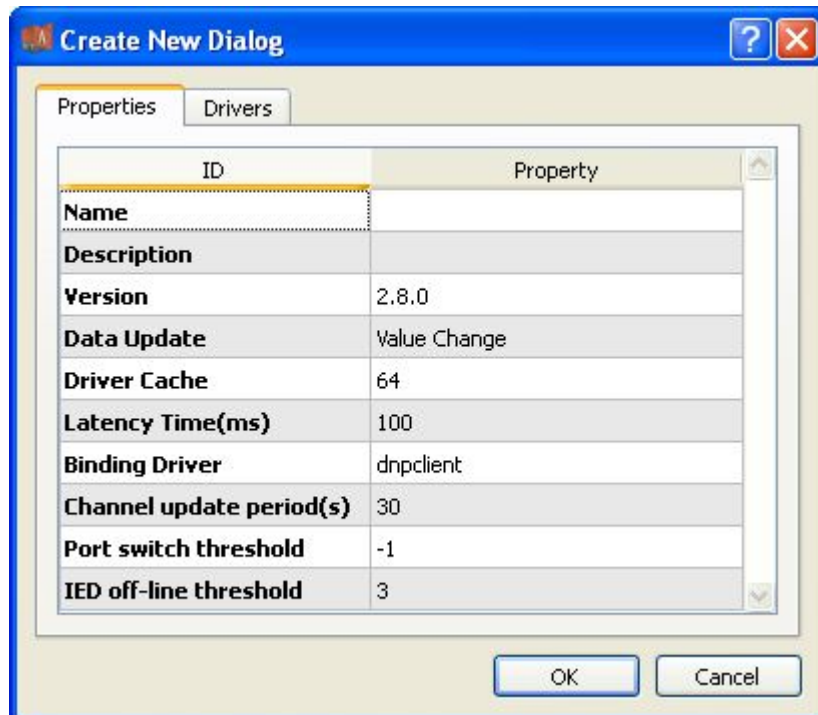 Create New Dialog
Properties Drivers
ID Property
Name
Description
Version 2.8.0
Data Update Value Change
Driver Cache 64
Latency Time(ms) 100
Binding Driver dnpclient
Channel update period(s) 30
Port switch threshold -1
IED off-line threshold 3
OK Cancel